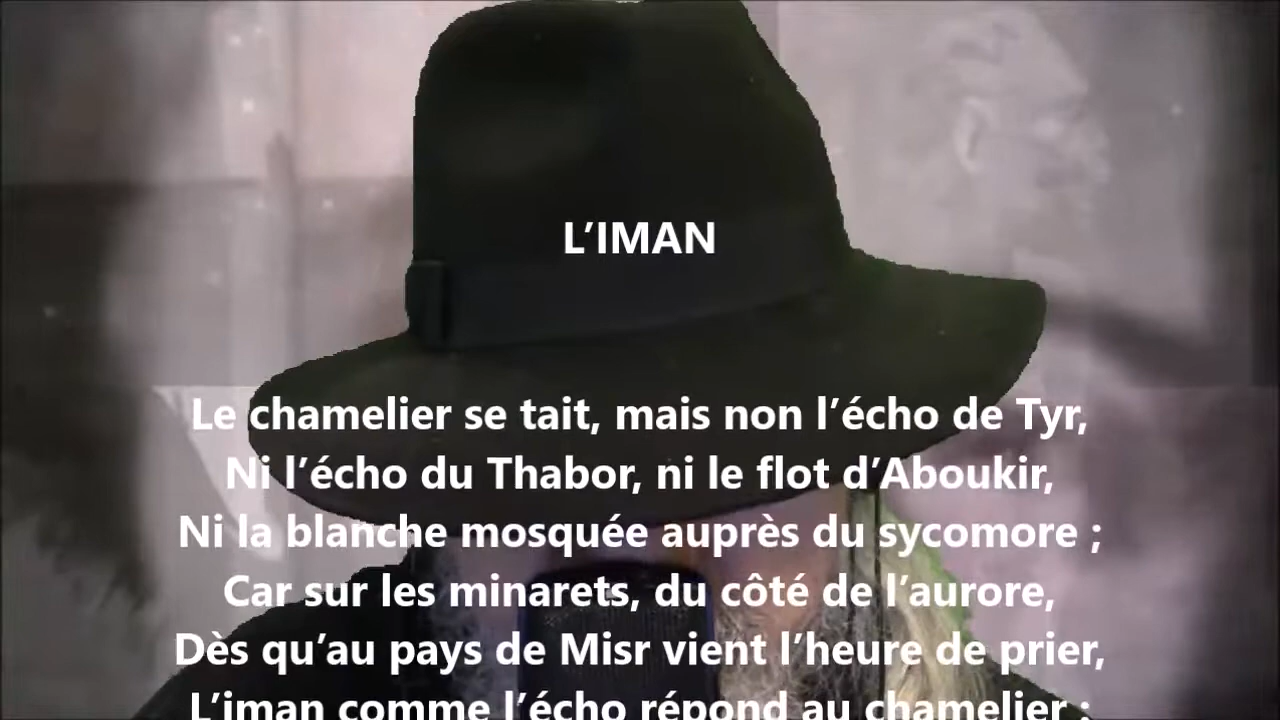 L’IMAN
Le chamelier se tait, mais non l’écho de Tyr,
Ni l’écho du Thabor, ni le flot d’Aboukir,
Ni la blanche mosquée auprès du sycomore ;
Car sur les minarets, du côté de l’aurore,
Dès qu’au pays de Misr vient l’heure de prier,
L’iman comme l’écho répond au chamelier :